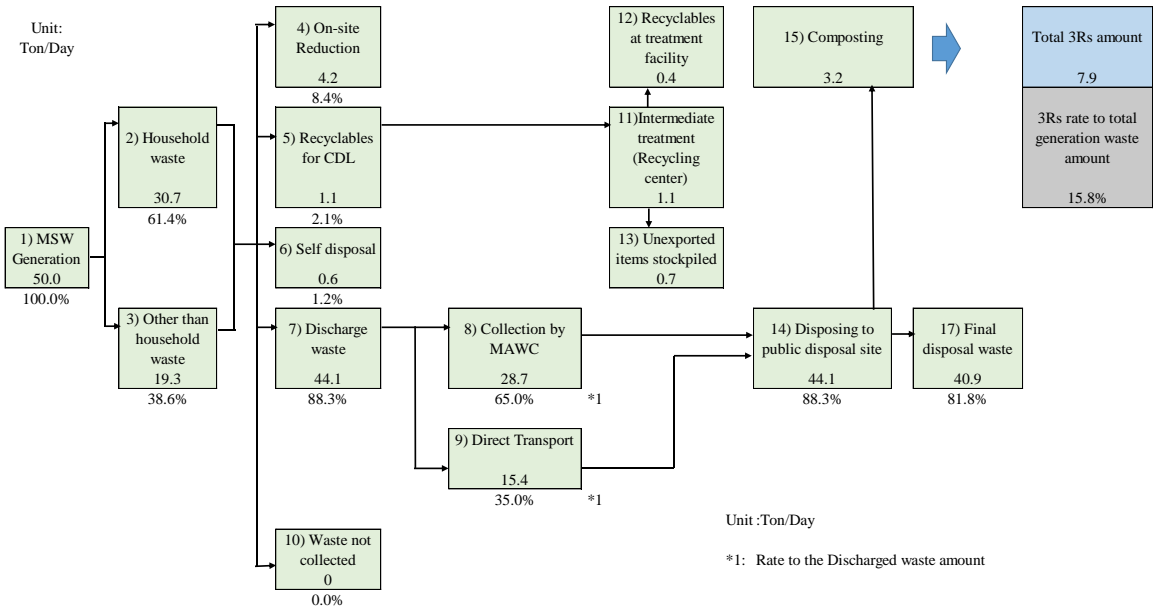 Unit:
Ton/Day
1) MSW
Generation
50.0
100.0%
2) Household
waste
30.7
61.4%
3) Other than
household
waste
19.3
38.6%
4) On-site
Reduction
4.2
8.4%
5) Recyclables
for CDL
1.1
2.1%
6) Self disposal
0.6
1.2%
7) Discharge
waste
44.1
88.3%
8) Collection by
MAWC
28.7
65.0% *1
9) Direct Transport
15.4
35.0% *1
10) Waste not
collected
0
0.0%
12) Recyclables
at treatment
facility
0.4
11)Intermediate
treatment
(Recycling
center)
1.1
13) Unexported
items stockpiled
0.7
15) Composting
3.2
14) Disposing to
public disposal site
44.1
88.3%
17) Final
disposal waste
40.9
81.8%
Total 3Rs amount
7.9
3Rs rate to total
generation waste
amount
15.8%
Unit :Ton/Day
*1: Rate to the Discharged waste amount